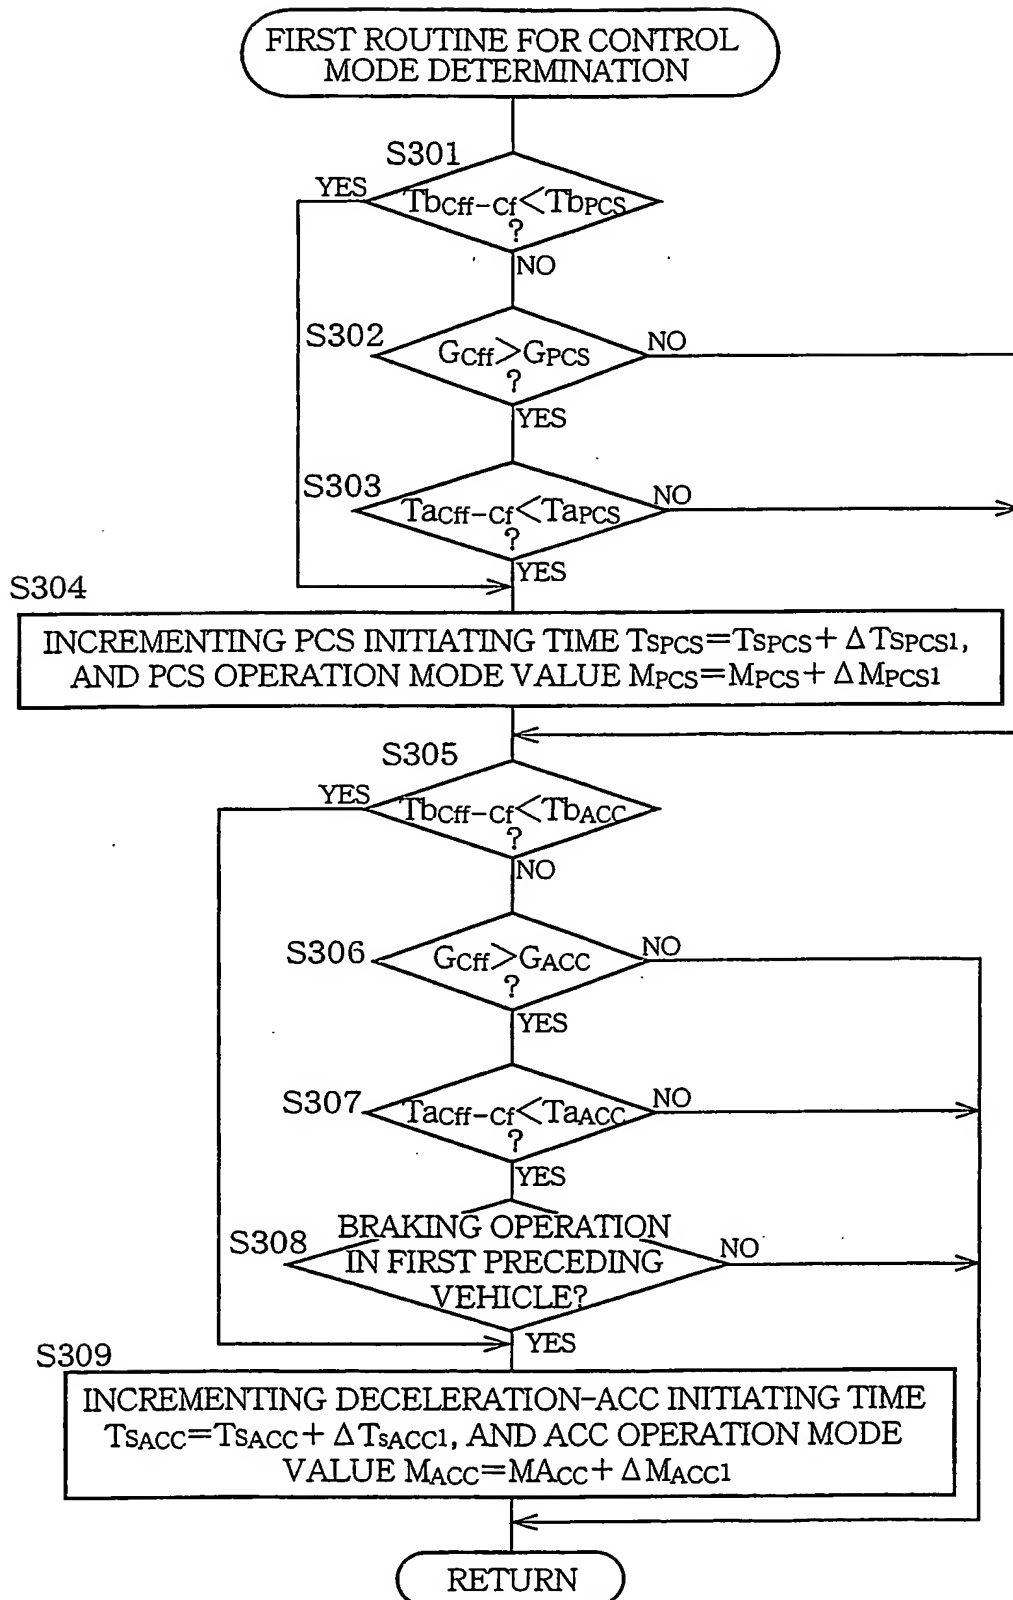 FIRST ROUTINE FOR CONTROL
MODE DETERMINATION
S301
YES
TbCff-Cf<TbPCS
?
NO
S302
GCff>GPCS
?
NO
YES
S303
TaCff-Cf<TaPCS
?
NO
YES
S304
INCREMENTING PCS INITIATING TIME TSPCS=TSPCS+ΔTSPCS1,
AND PCS OPERATION MODE VALUE MPCS=MPCS+ΔMPCS1
S305
YES
TbCff-Cf<TbACC
?
NO
S306
GCff>GACC
?
NO
YES
S307
TaCff-Cf<TaACC
?
NO
YES
S308
BRAKING OPERATION
IN FIRST PRECEDING
VEHICLE?
NO
YES
S309
INCREMENTING DECELERATION-ACC INITIATING TIME
TSACC=TSACC+ΔTSACC1, AND ACC OPERATION MODE
VALUE MACC=MACC+ΔMACC1
RETURN